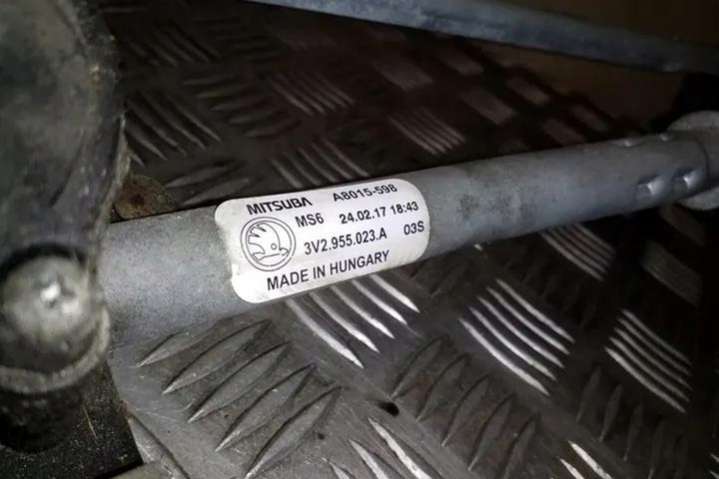 MITSUBA A8015-598
MS6 24.02.17 18:43
3V2.955.023.A 03S
MADE IN HUNGARY